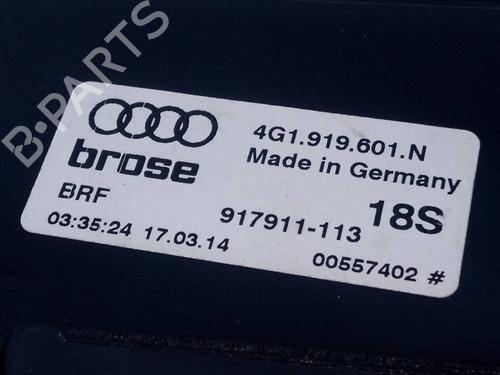 B-PARTS
4G1.919.601.N
brose
Made in Germany
BRF
917911-113
18S
03:35:24 17.03.14
00557402 #